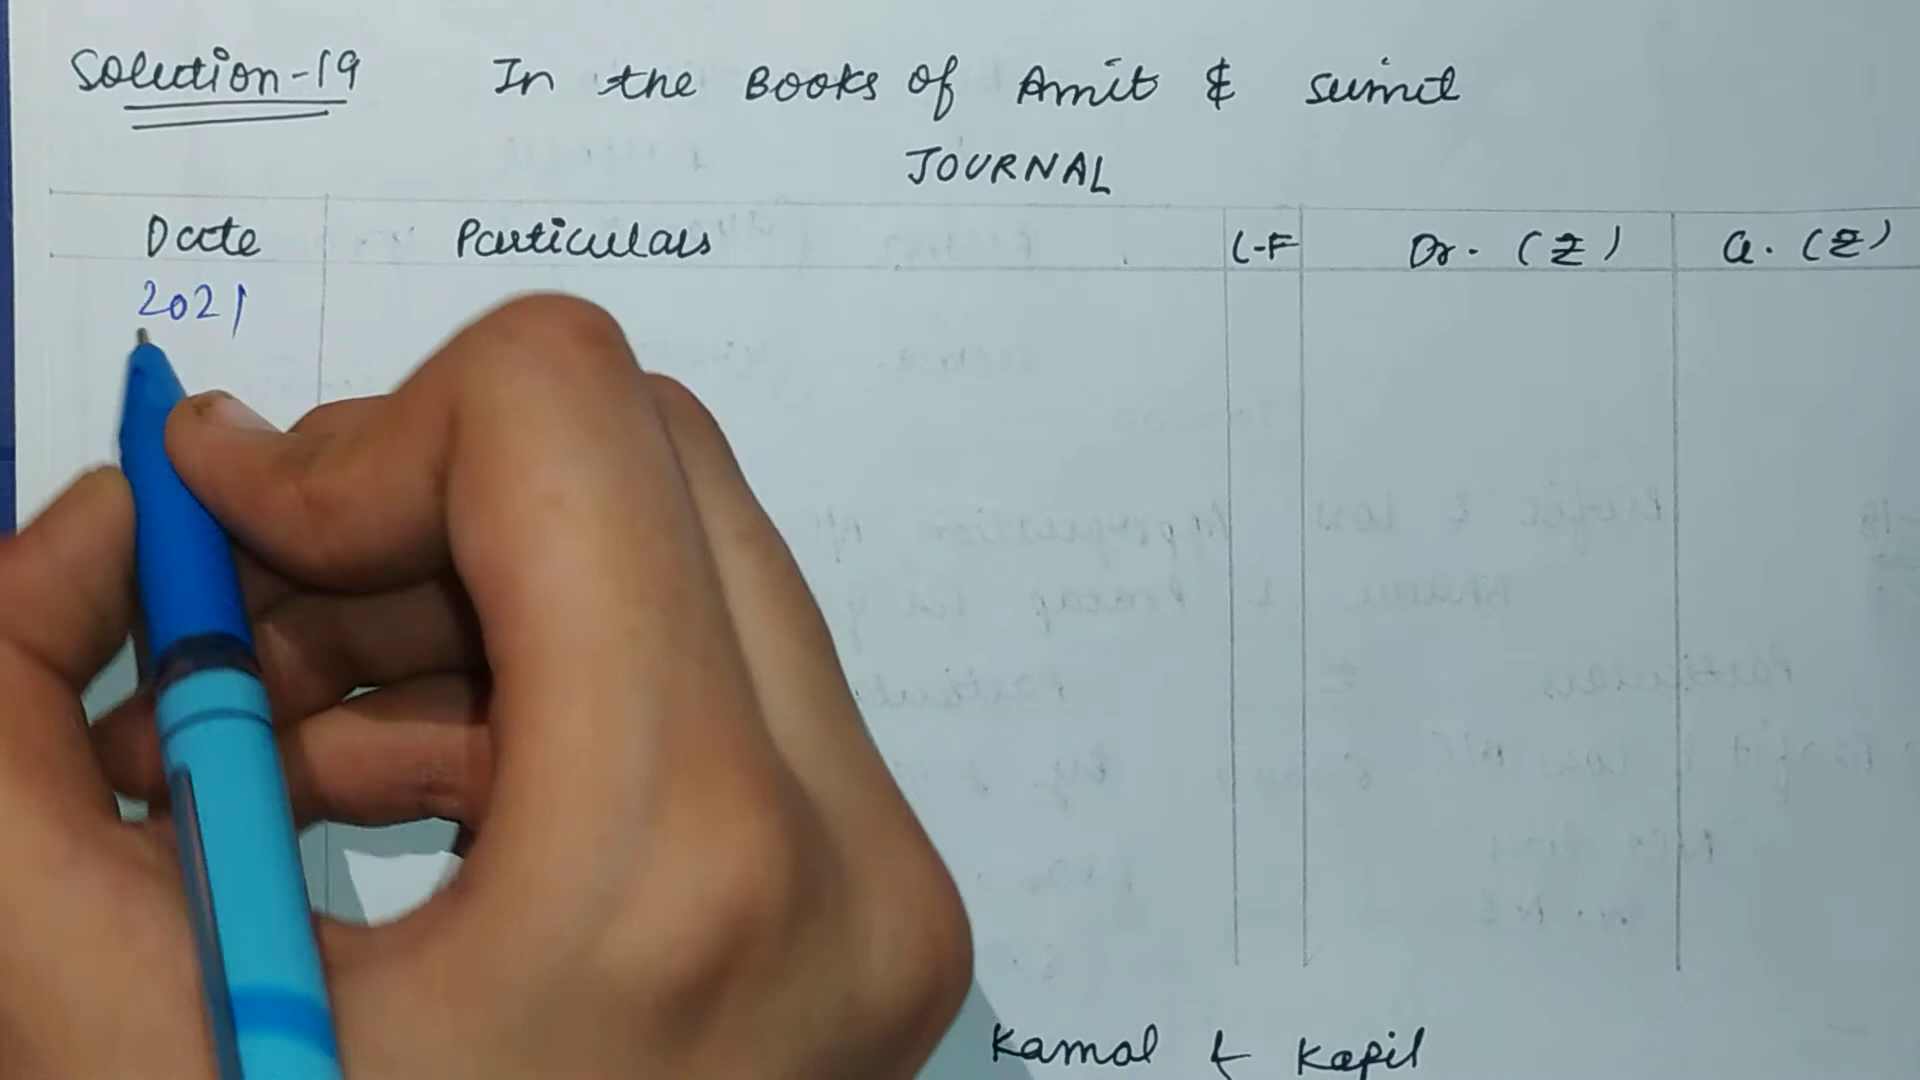 Solution-19 In the Books of Amit & Sumit
JOURNAL
Date Particulars L-F Dr. (₹) Cr. (₹)
2021
Kamal & Kapil